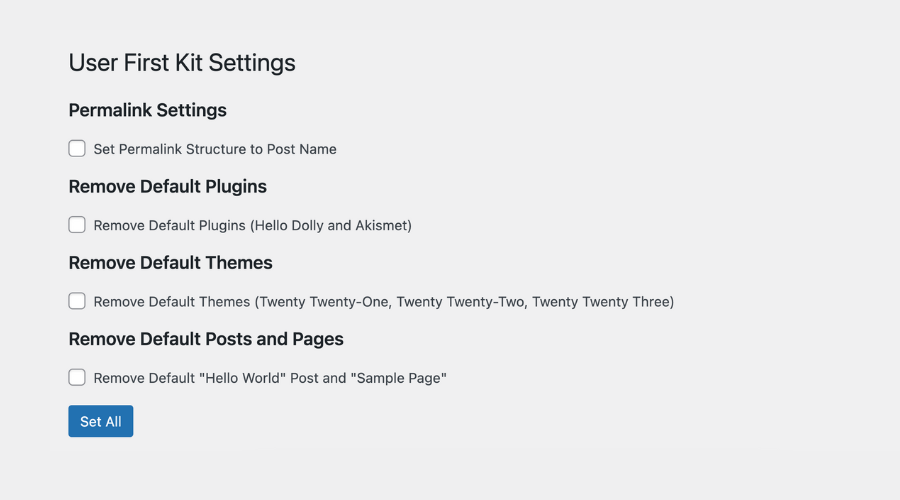 User First Kit Settings
Permalink Settings
Set Permalink Structure to Post Name
Remove Default Plugins
Remove Default Plugins (Hello Dolly and Akismet)
Remove Default Themes
Remove Default Themes (Twenty Twenty-One, Twenty Twenty-Two, Twenty Twenty Three)
Remove Default Posts and Pages
Remove Default "Hello World" Post and "Sample Page"
Set All